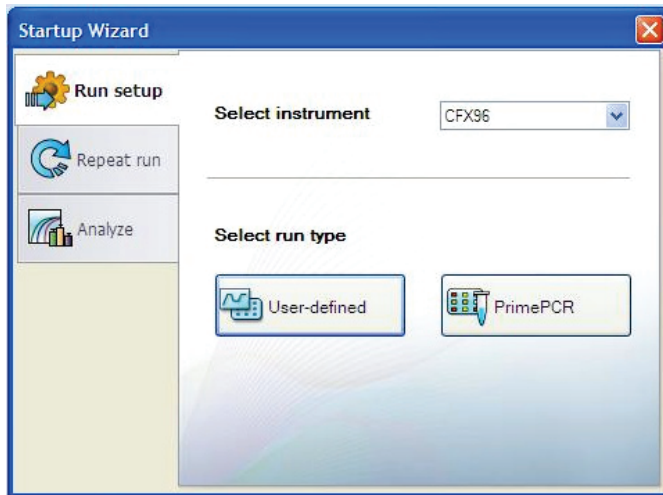 Startup Wizard
Run setup
Repeat run
Analyze
Select instrument
CFX96
Select run type
User-defined
PrimePCR